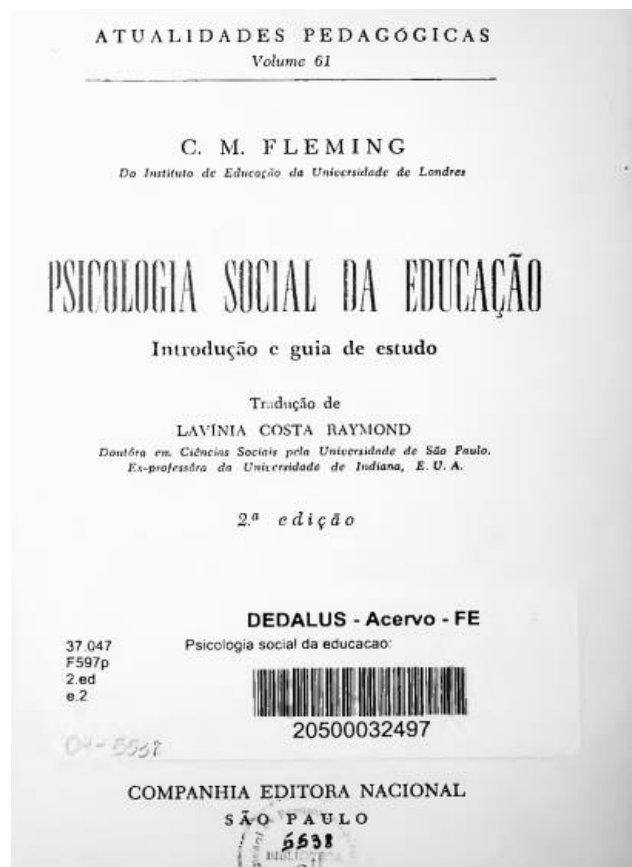 ATUALIDADES PEDAGÓGICAS
Volume 61
C. M. FLEMING
Do Instituto de Educação da Universidade de Londres
PSICOLOGIA SOCIAL DA EDUCAÇÃO
Introdução e guia de estudo
Tradução de
LAVÍNIA COSTA RAYMOND
Doutôra em Ciências Sociais pela Universidade de São Paulo.
Ex-professôra da Universidade de Indiana, E. U. A.
2.ª edição
DEDALUS - Acervo - FE
Psicologia social da educacao:
37.047
F597p
2.ed
e.2
20500032497
COMPANHIA EDITORA NACIONAL
SÃO PAULO
5538
BIBLIOTECA